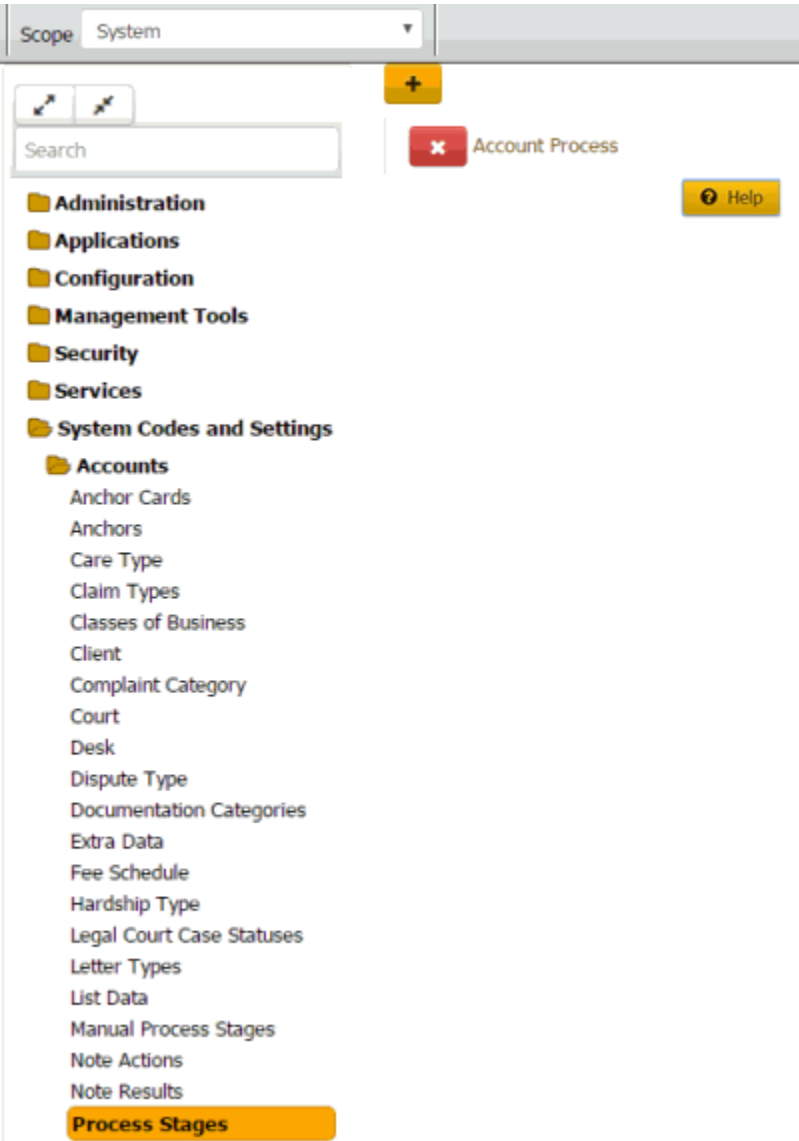 Scope System
Search
Administration
Applications
Configuration
Management Tools
Security
Services
System Codes and Settings
Accounts
Anchor Cards
Anchors
Care Type
Claim Types
Classes of Business
Client
Complaint Category
Court
Desk
Dispute Type
Documentation Categories
Extra Data
Fee Schedule
Hardship Type
Legal Court Case Statuses
Letter Types
List Data
Manual Process Stages
Note Actions
Note Results
Process Stages
Account Process
Help